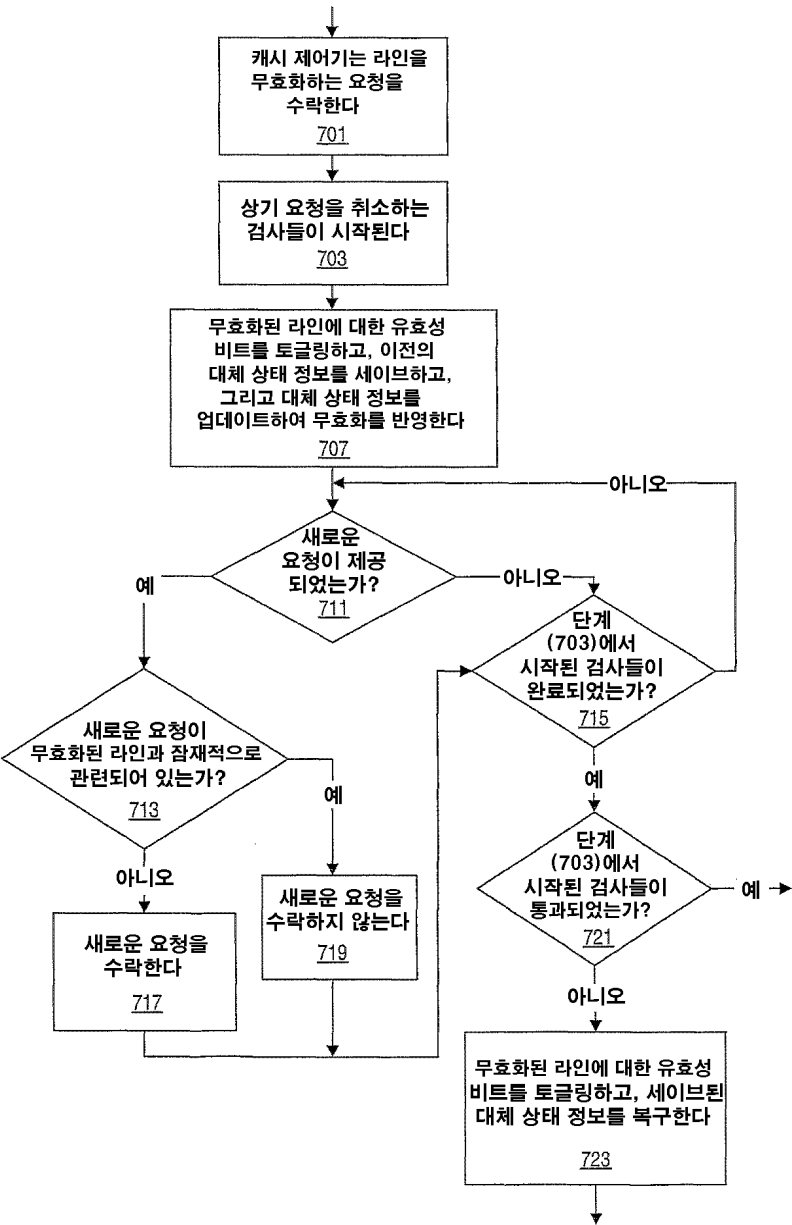 캐시 제어기는 라인을
무효화하는 요청을
수락한다
701
상기 요청을 취소하는
검사들이 시작된다
703
무효화된 라인에 대한 유효성
비트를 토글링하고, 이전의
대체 상태 정보를 세이브하고,
그리고 대체 상태 정보를
업데이트하여 무효화를 반영한다
707
아니오
새로운
요청이 제공
되었는가?
711
예
아니오
단계
(703)에서
시작된 검사들이
완료되었는가?
715
새로운 요청이
무효화된 라인과 잠재적으로
관련되어 있는가?
713
예
예
아니오
단계
(703)에서
시작된 검사들이
통과되었는가?
721
예
새로운 요청을
수락하지 않는다
719
새로운 요청을
수락한다
717
아니오
무효화된 라인에 대한 유효성
비트를 토글링하고, 세이브된
대체 상태 정보를 복구한다
723